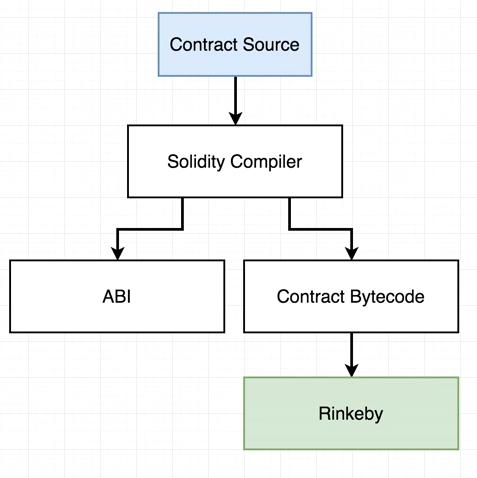 Contract Source
Solidity Compiler
ABI
Contract Bytecode
Rinkeby